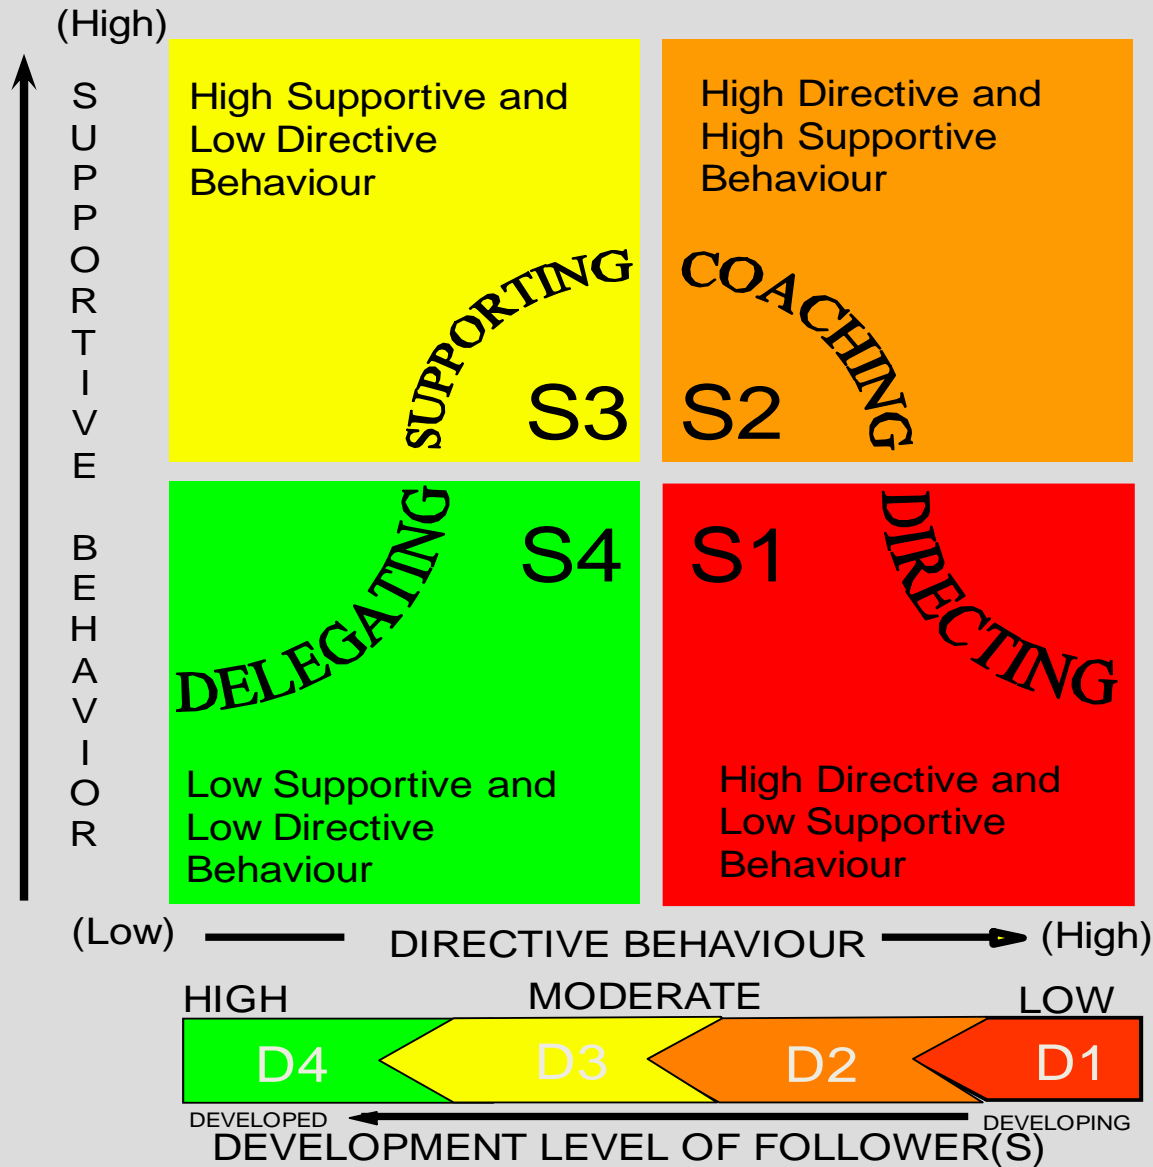 (High)
SUPPORTIVE BEHAVIOR
High Supportive and
Low Directive
Behaviour
SUPPORTING
S3
High Directive and
High Supportive
Behaviour
COACHING
S2
DELEGATING
S4
Low Supportive and
Low Directive
Behaviour
S1
DIRECTING
High Directive and
Low Supportive
Behaviour
(Low)
DIRECTIVE BEHAVIOUR
(High)
HIGH
MODERATE
LOW
D4
D3
D2
D1
DEVELOPED
DEVELOPING
DEVELOPMENT LEVEL OF FOLLOWER(S)